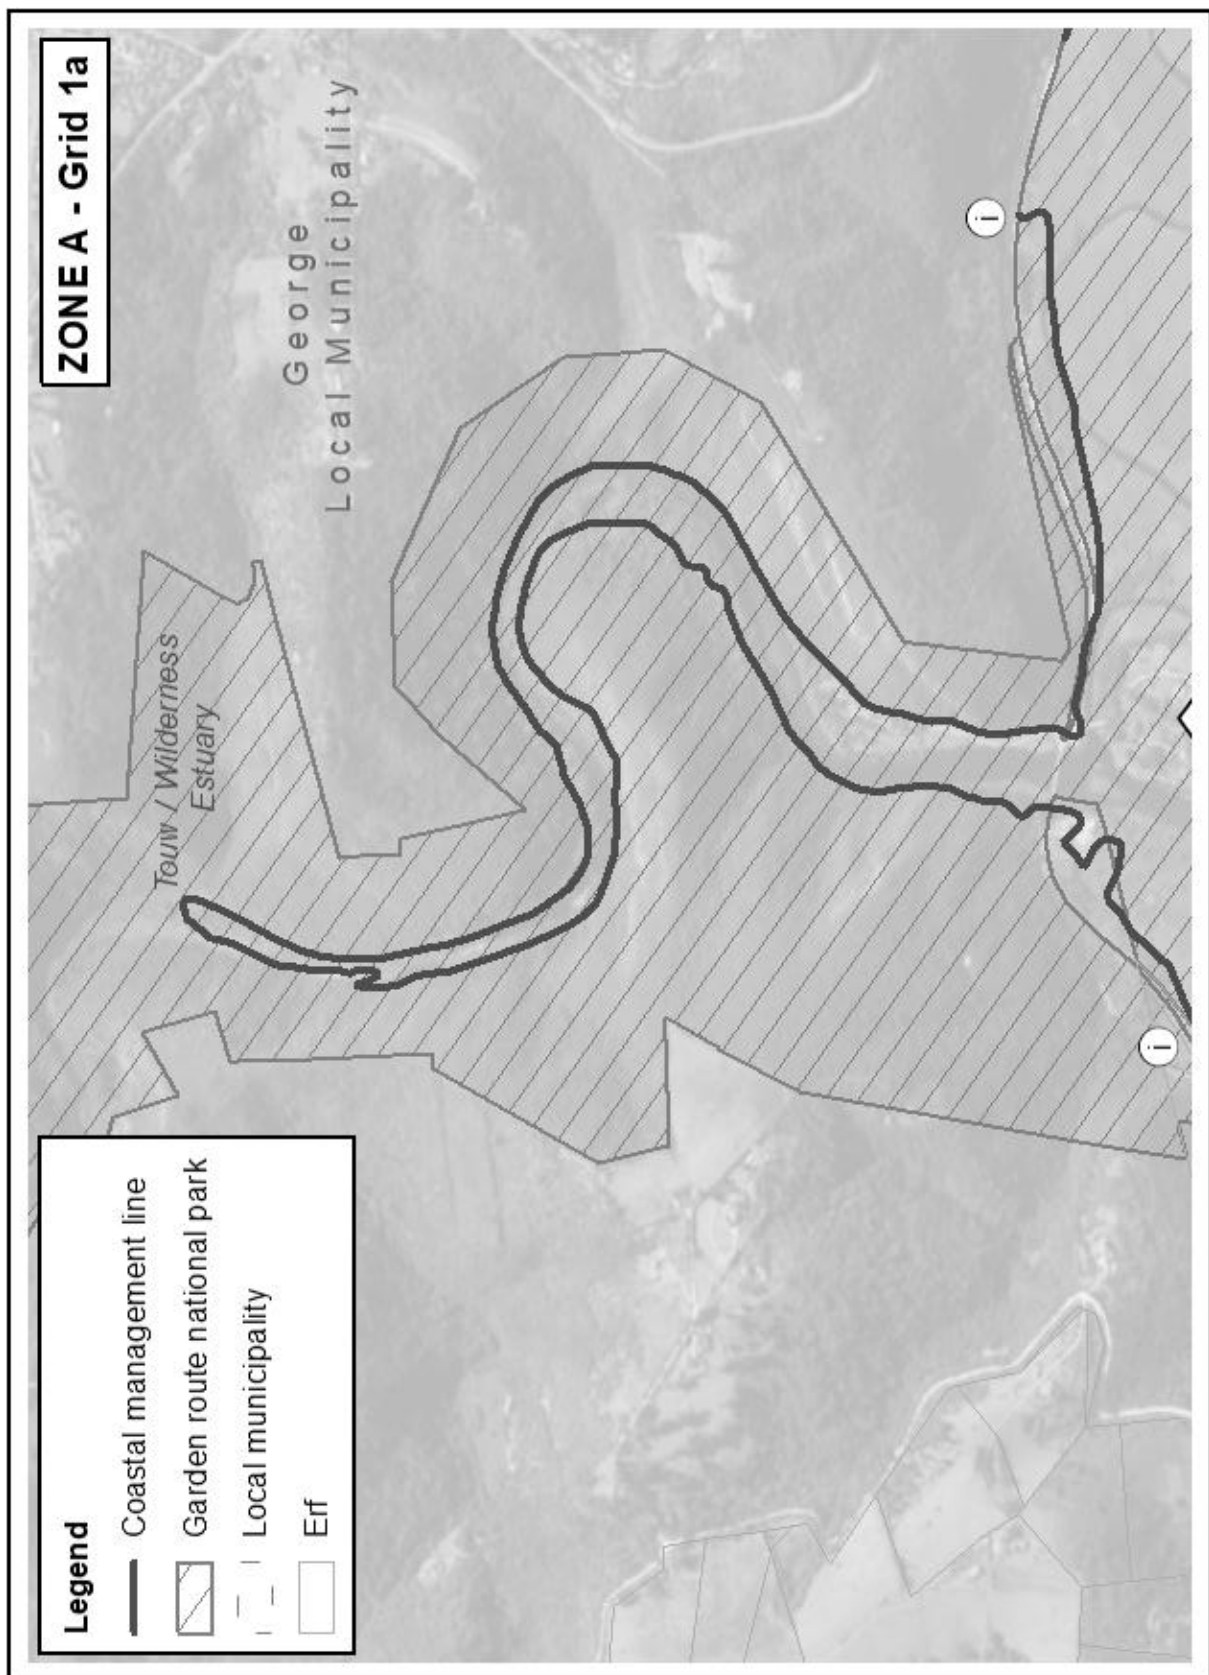 ZONE A - Grid 1a
George
Local Municipality
Touw / Wilderness
Estuary
i
i
Legend
Coastal management line
Garden route national park
Local municipality
Erf